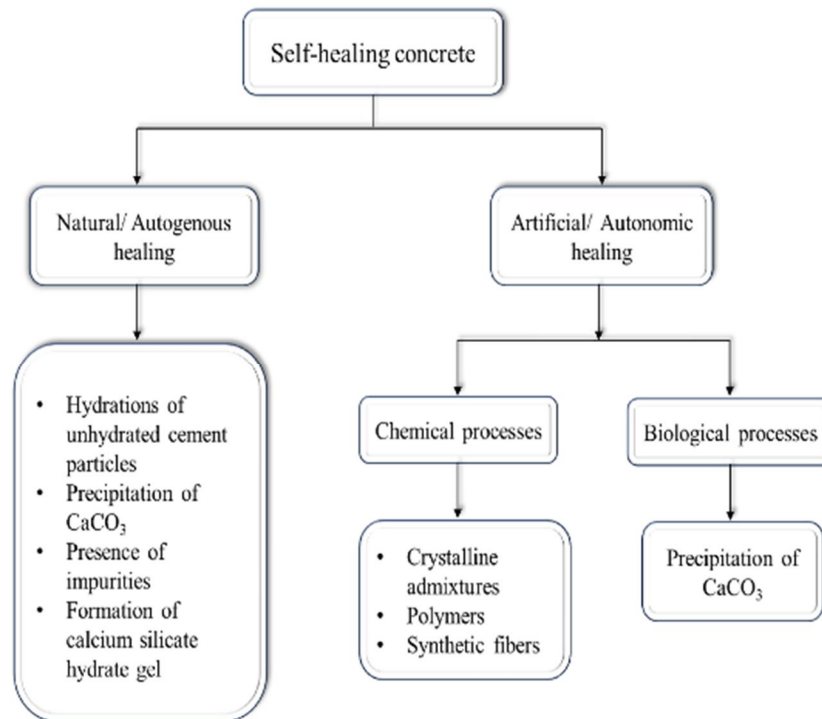 Self-healing concrete
Natural/ Autogenous
healing
Artificial/ Autonomic
healing
• Hydrations of
unhydrated cement
particles
• Precipitation of
CaCO₃
• Presence of
impurities
• Formation of
calcium silicate
hydrate gel
Chemical processes
Biological processes
• Crystalline
admixtures
• Polymers
• Synthetic fibers
Precipitation of
CaCO₃